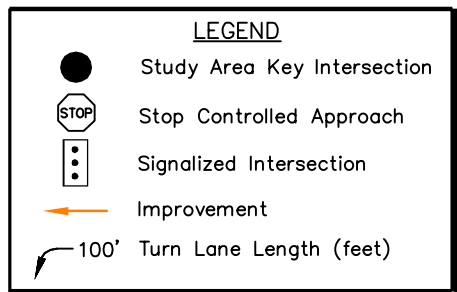 LEGEND
Study Area Key Intersection
STOP Stop Controlled Approach
Signalized Intersection
Improvement
100' Turn Lane Length (feet)